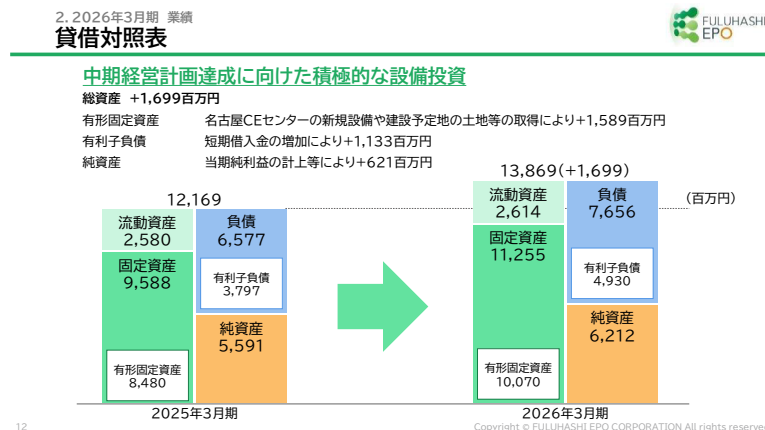 2. 2026年3月期 業績
貸借対照表
FULUHASHI
EPO
中期経営計画達成に向けた積極的な設備投資
総資産 +1,699百万円
有形固定資産 名古屋CEセンターの新規設備や建設予定地の土地等の取得により+1,589百万円
有利子負債 短期借入金の増加により+1,133百万円
純資産 当期純利益の計上等により+621百万円
13,869(+1,699)
(百万円)
12,169
流動資産
2,580
負債
6,577
固定資産
9,588
有利子負債
3,797
純資産
5,591
有形固定資産
8,480
2025年3月期
流動資産
2,614
負債
7,656
固定資産
11,255
有利子負債
4,930
純資産
6,212
有形固定資産
10,070
2026年3月期
12
Copyright © FULUHASHI EPO CORPORATION All rights reserved